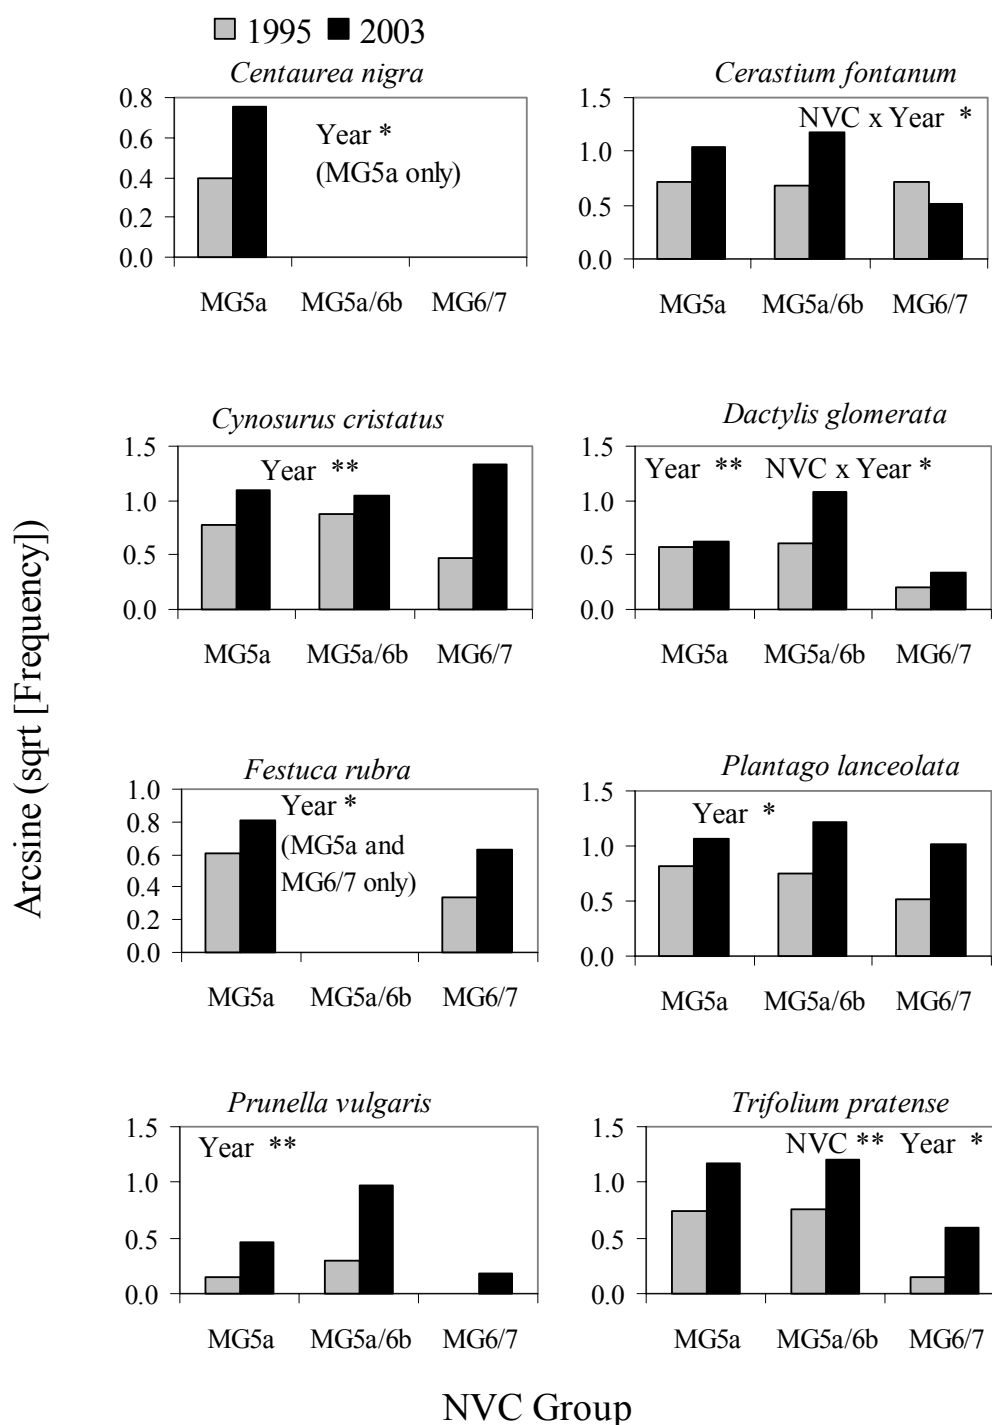 1995 2003
Centaurea nigra
0.8
0.6
0.4
0.2
0.0
Year *
(MG5a only)
MG5a MG5a/6b MG6/7
Cerastium fontanum
1.5
1.0
0.5
0.0
NVC x Year *
MG5a MG5a/6b MG6/7
Cynosurus cristatus
1.5
1.0
0.5
0.0
Year **
MG5a MG5a/6b MG6/7
Dactylis glomerata
1.5
1.0
0.5
0.0
Year ** NVC x Year *
MG5a MG5a/6b MG6/7
Arcsine (sqrt [Frequency])
Festuca rubra
1.0
0.8
0.6
0.4
0.2
0.0
Year *
(MG5a and
MG6/7 only)
MG5a MG5a/6b MG6/7
Plantago lanceolata
1.5
1.0
0.5
0.0
Year *
MG5a MG5a/6b MG6/7
Prunella vulgaris
1.5
1.0
0.5
0.0
Year **
MG5a MG5a/6b MG6/7
Trifolium pratense
1.5
1.0
0.5
0.0
NVC ** Year *
MG5a MG5a/6b MG6/7
NVC Group